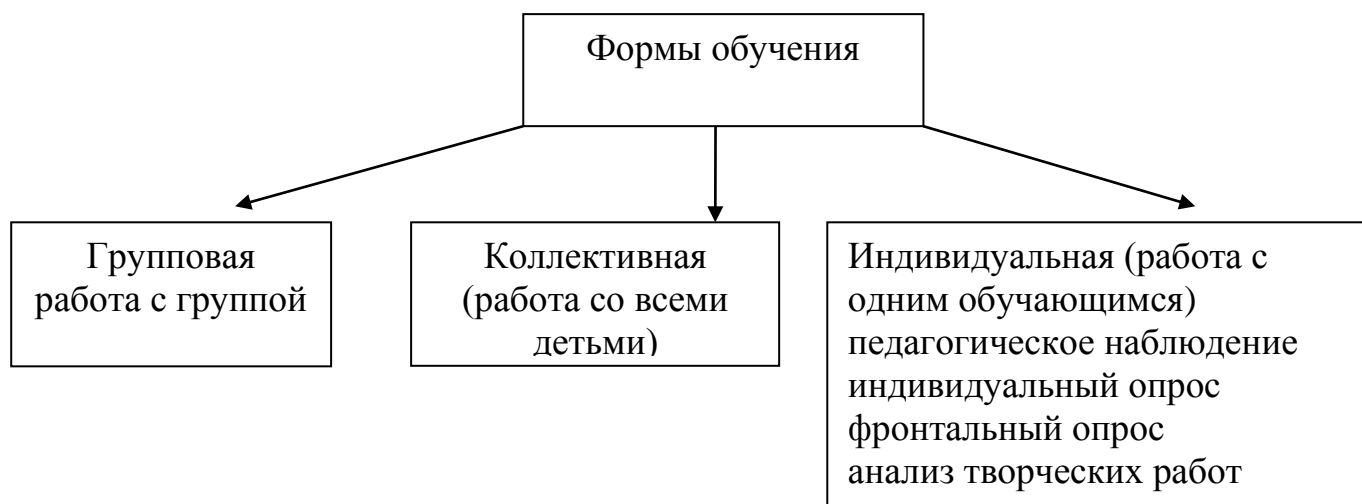 Формы обучения
Групповая
работа с группой
Коллективная
(работа со всеми
детьми)
Индивидуальная (работа с
одним обучающимся)
педагогическое наблюдение
индивидуальный опрос
фронтальный опрос
анализ творческих работ